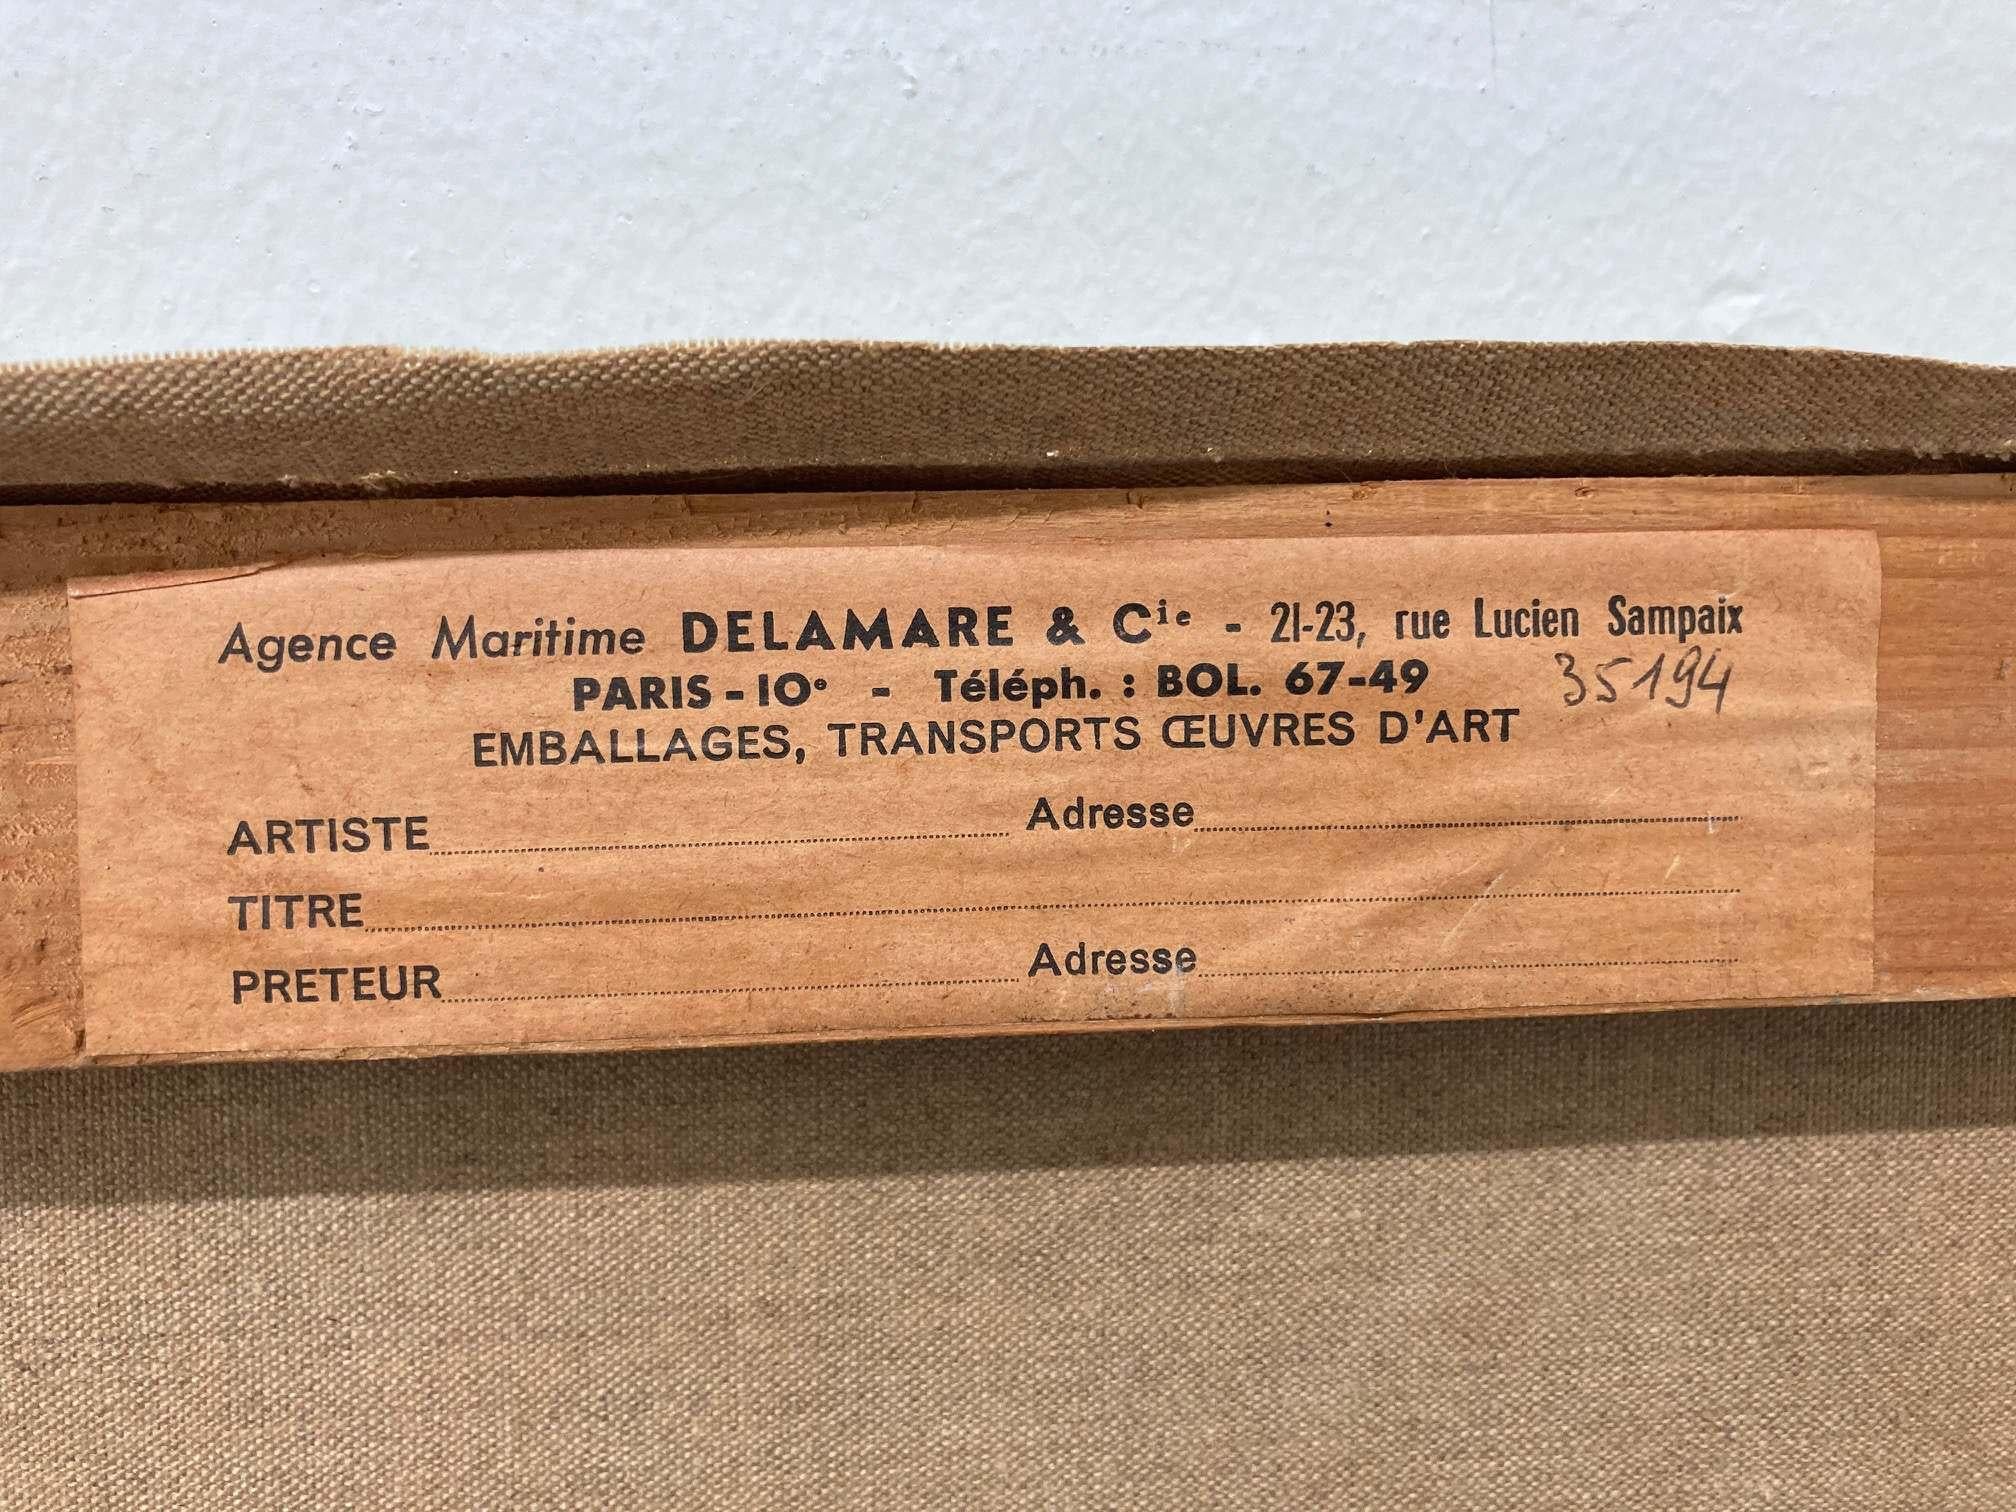 Agence Maritime DELAMARE & Cie - 21-23, rue Lucien Sampaix
PARIS - 10e - Téléph. : BOL. 67-49
35194
EMBALLAGES, TRANSPORTS ŒUVRES D'ART
ARTISTE Adresse
TITRE
PRETEUR Adresse